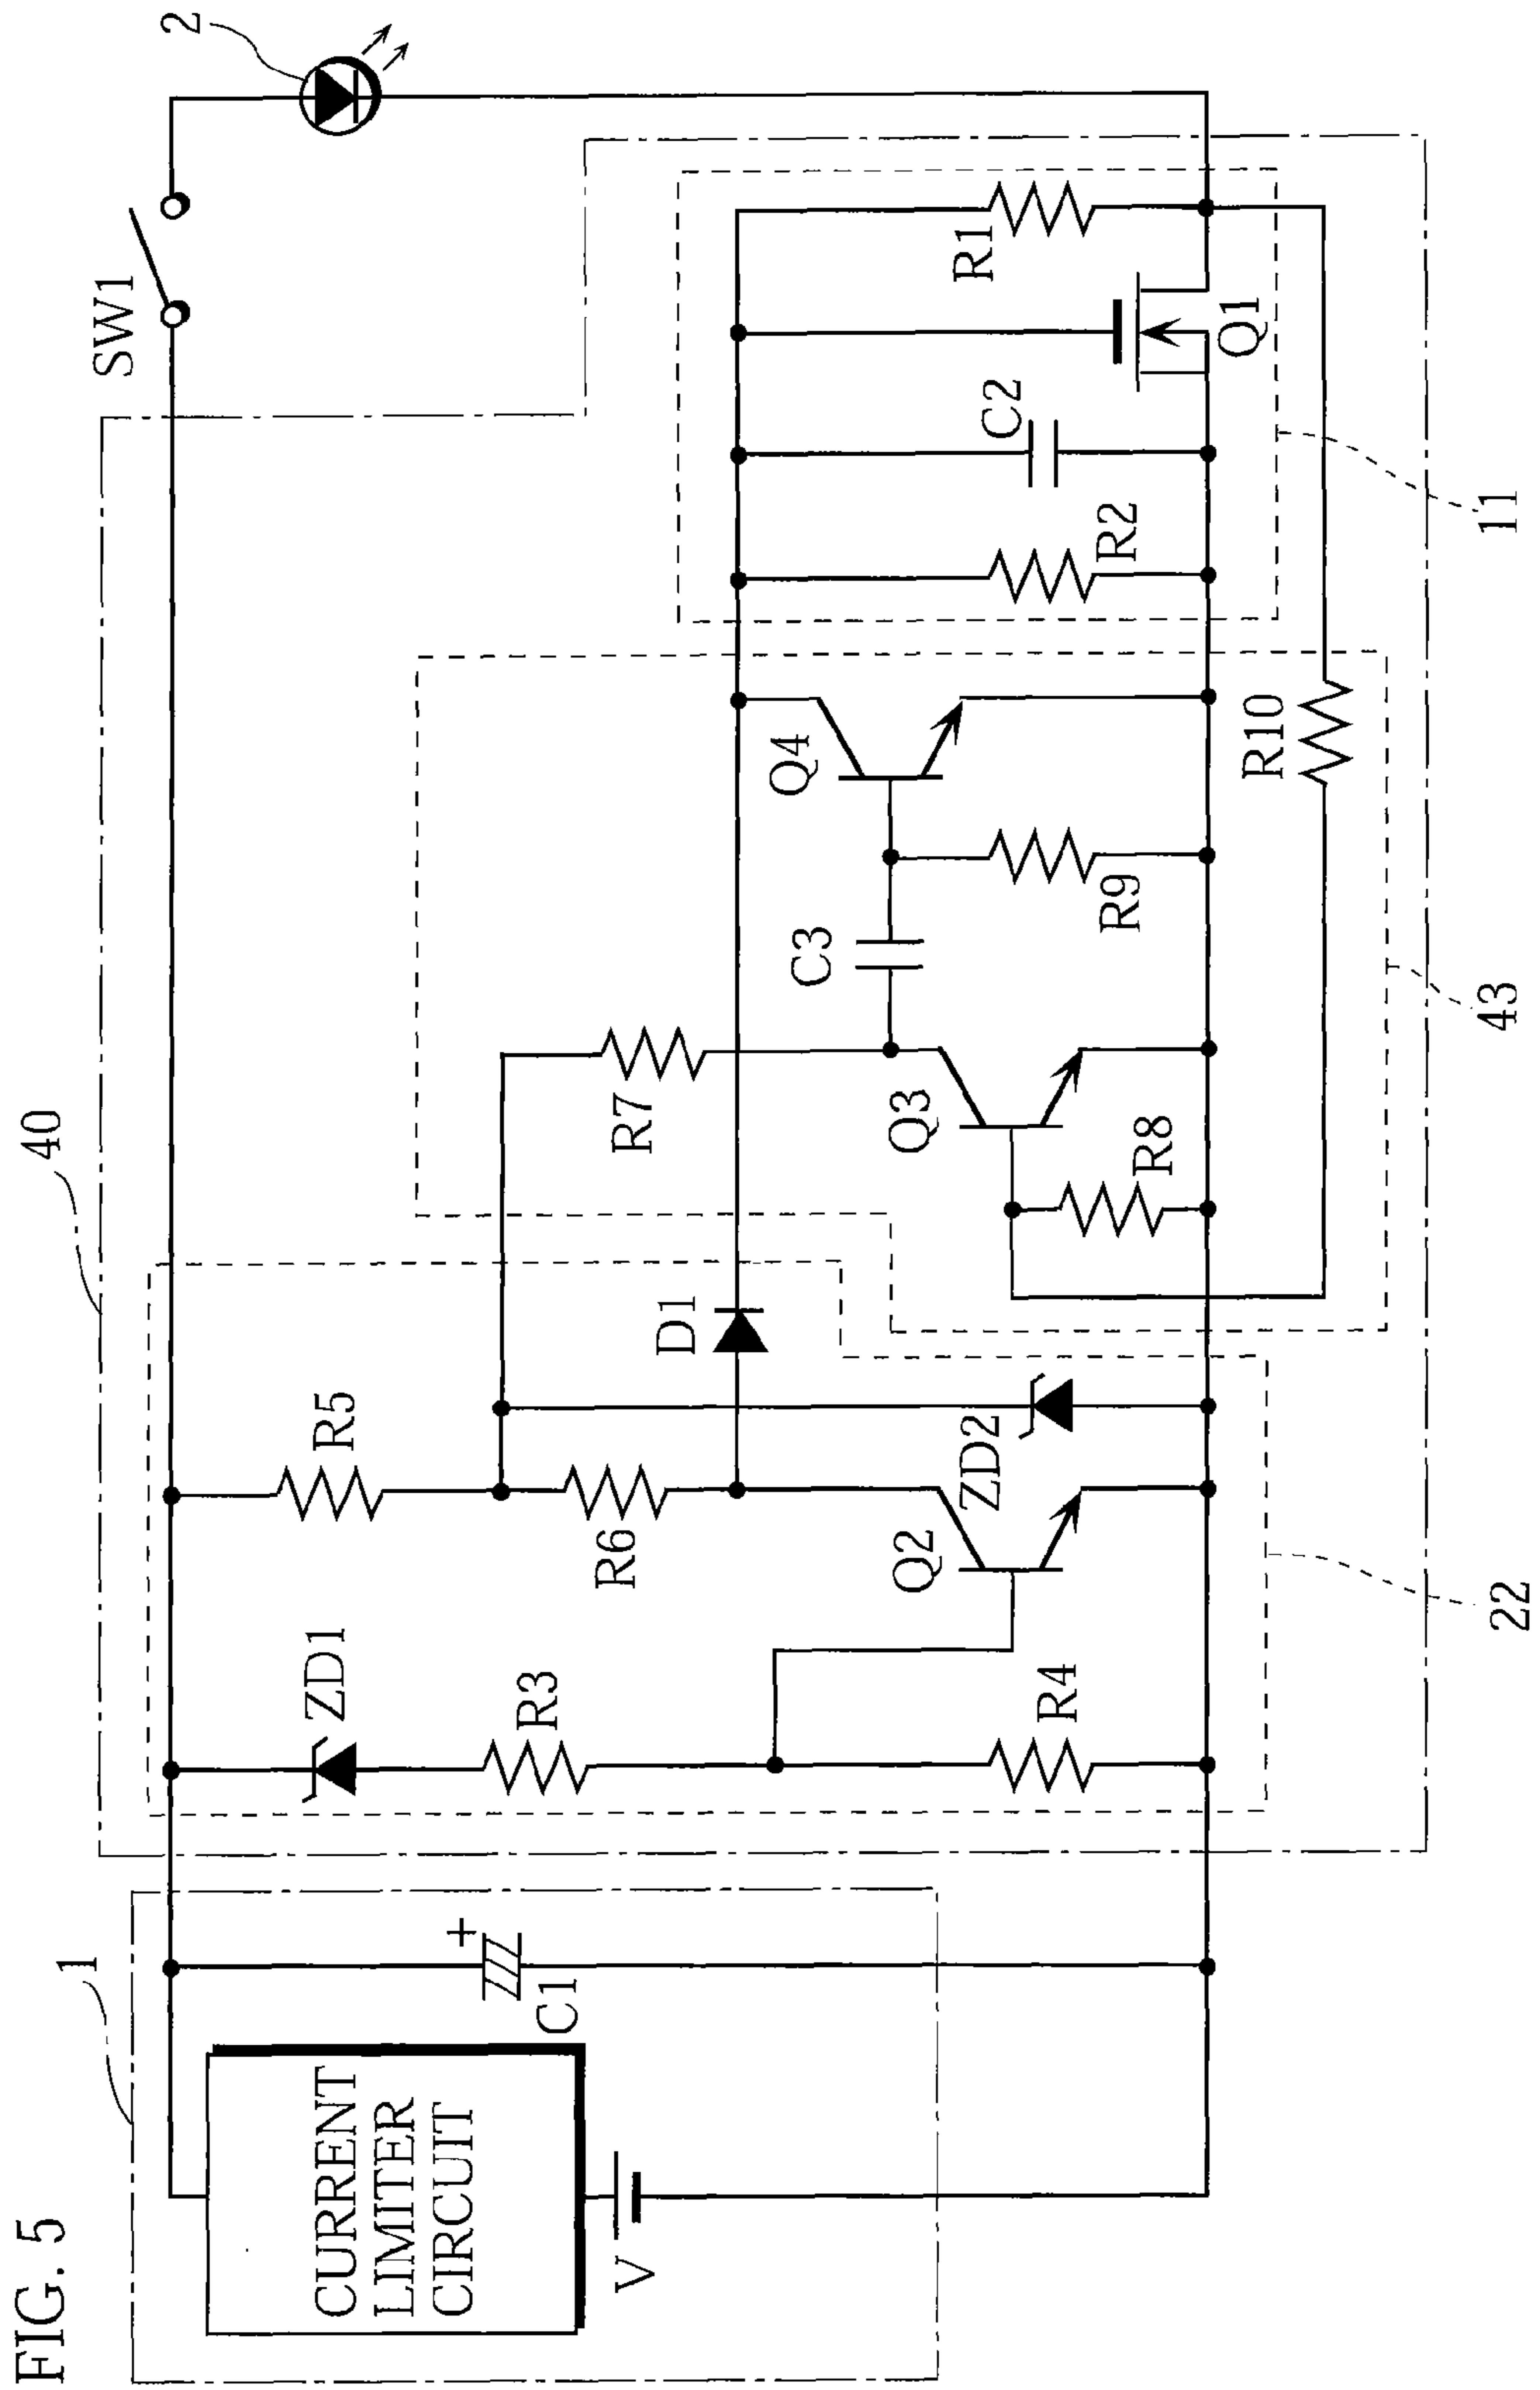 FIG. 5
1
CURRENT
LIMITER
CIRCUIT
V
+
C1
40
ZD1
R3
R4
R5
R6
Q2
ZD2
D1
22
R7
Q3
R8
C3
R9
Q4
R10
43
R2
C2
Q1
R1
11
SW1
2